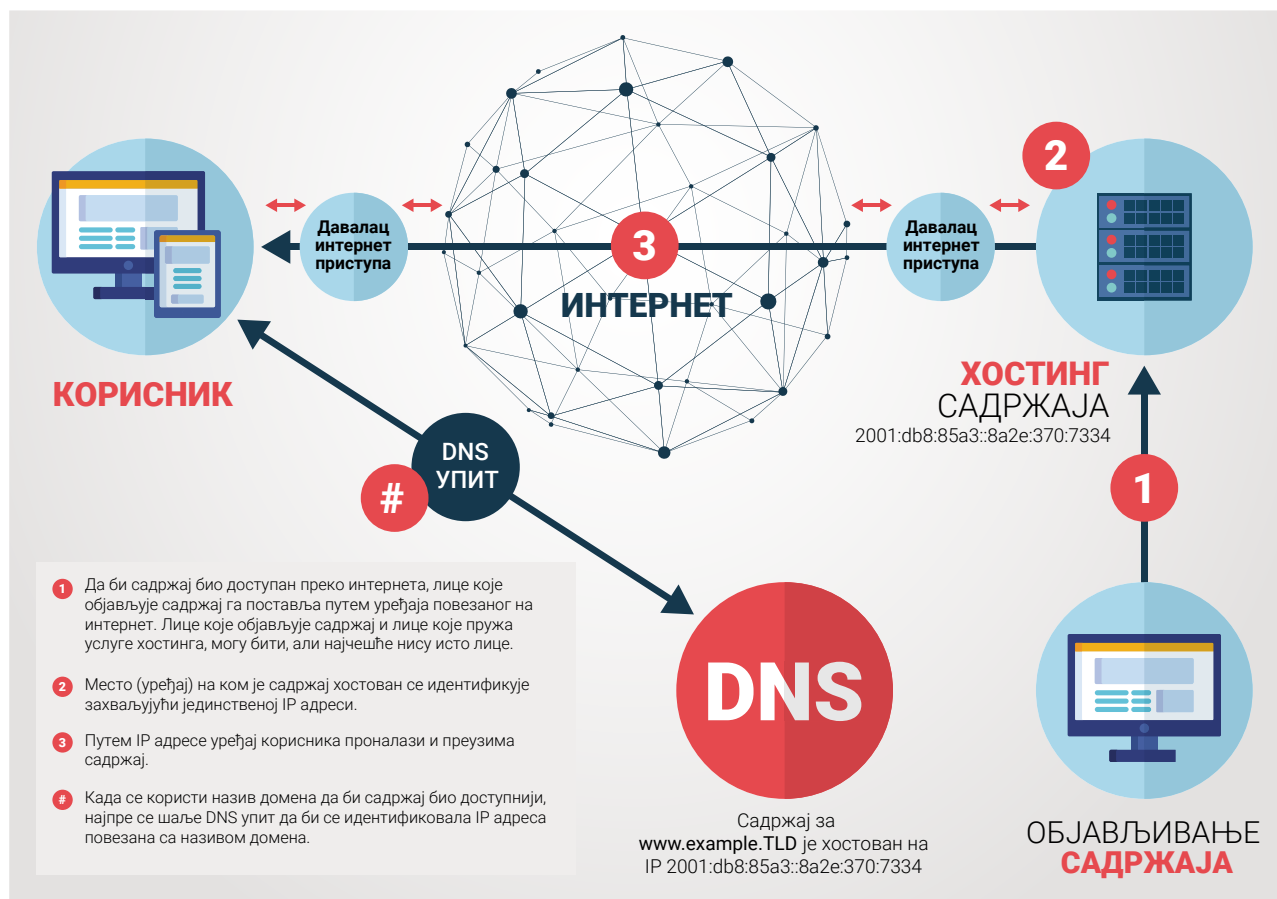 2
Давалац
интернет
приступа
3
Давалац
интернет
приступа
ИНТЕРНЕТ
КОРИСНИК
ХОСТИНГ
САДРЖАЈА
2001:db8:85a3::8a2e:370:7334
DNS
УПИТ
#
1
1 Да би садржај био доступан преко интернета, лице које
објављује садржај га поставља путем уређаја повезаног на
интернет. Лице које објављује садржај и лице које пружа
услуге хостинга, могу бити, али најчешће нису исто лице.
2 Место (уређај) на ком је садржај хостован се идентификује
захваљујући јединственој IP адреси.
3 Путем IP адресе уређај корисника проналази и преузима
садржај.
# Када се користи назив домена да би садржај био доступнији,
најпре се шаље DNS упит да би се идентификовала IP адреса
повезана са називом домена.
DNS
Садржај за
www.example.TLD је хостован на
IP 2001:db8:85a3::8a2e:370:7334
ОБЈАВЉИВАЊЕ
САДРЖАЈА